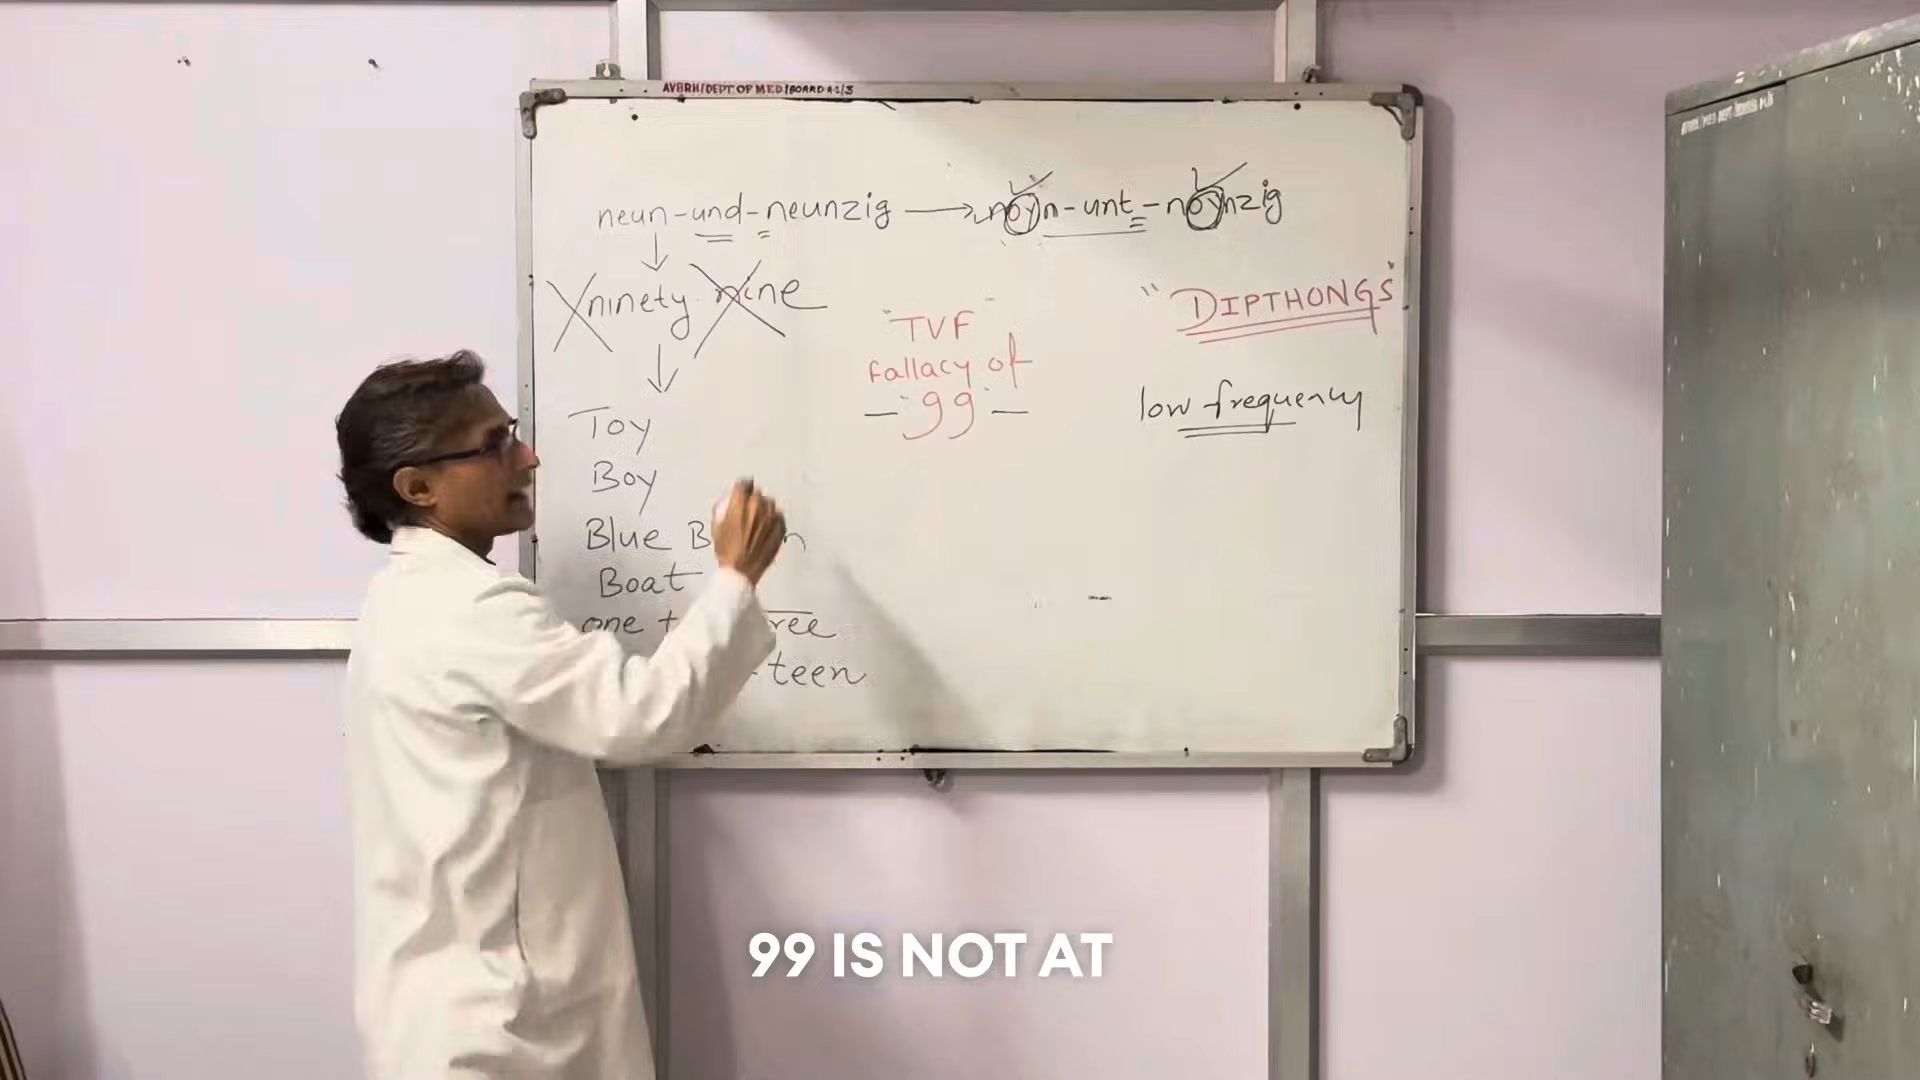 AVBRH/DEPT OF MED/BOARD A-1/3
neun-und-neunzig → noyn-unt-noynzig
ninety nine
"TVF"
fallacy of
— "99" —
"DIPTHONGS"
low frequency
Toy
Boy
Blue
Boat
one
teen
99 IS NOT AT